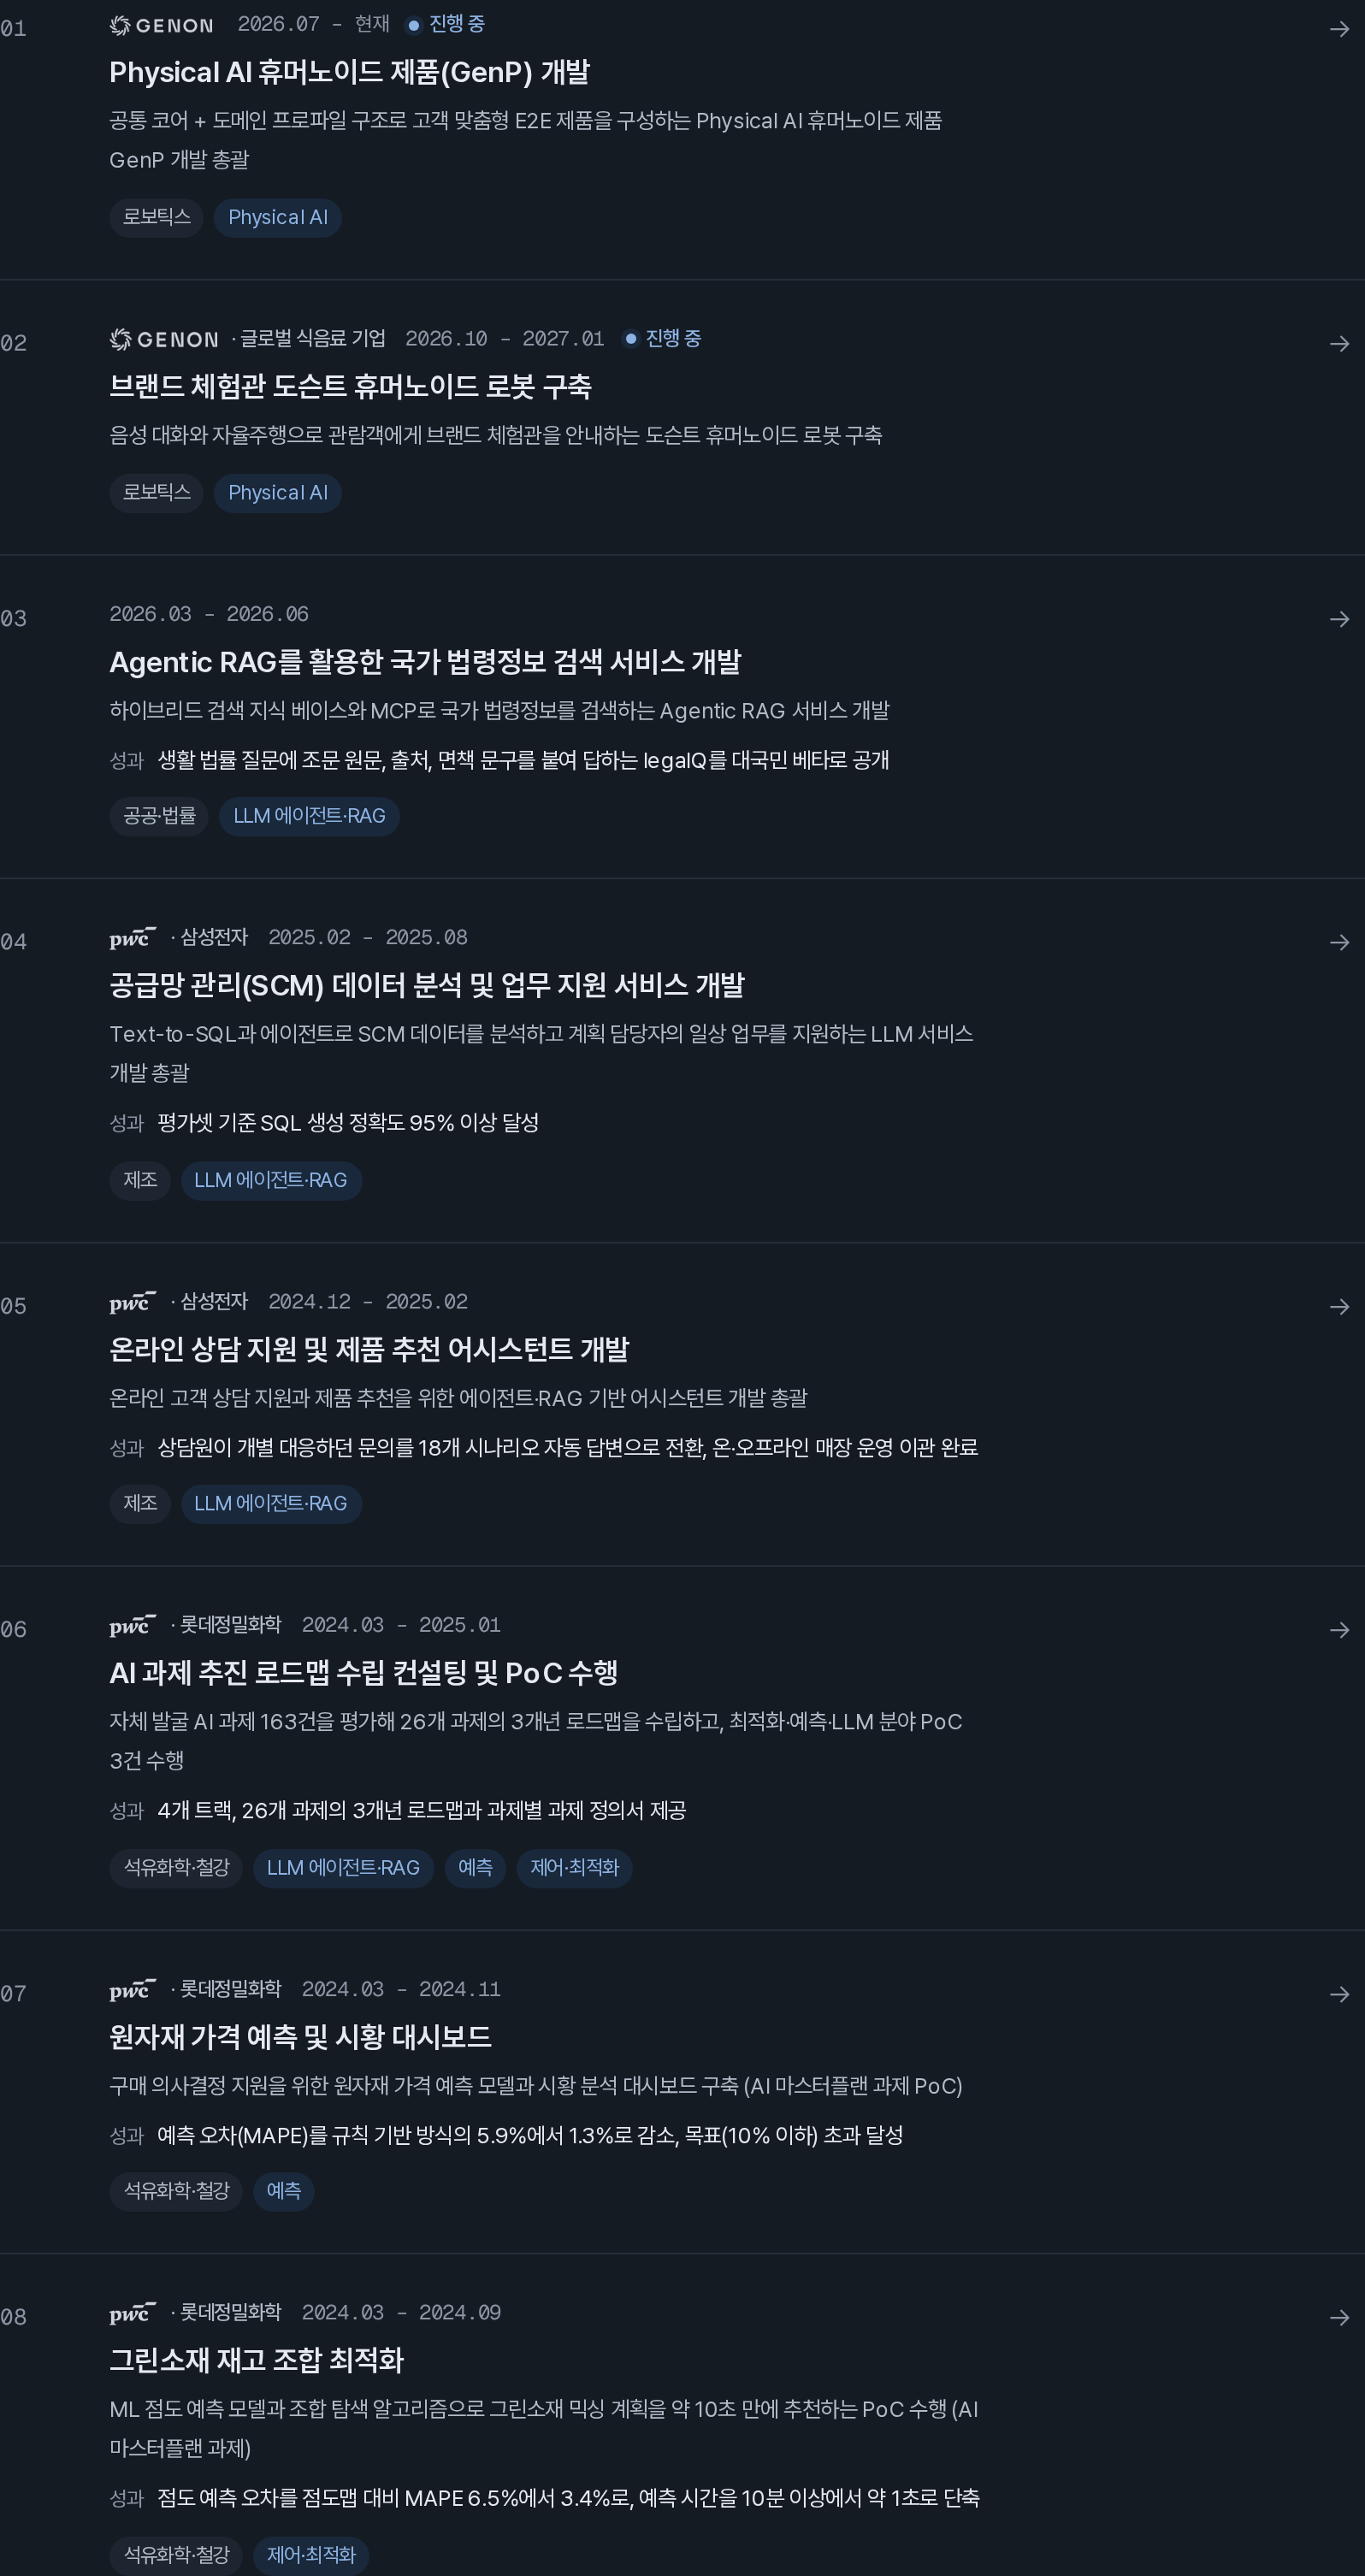 01
GENON 2026.07 - 현재 진행 중
Physical AI 휴머노이드 제품(GenP) 개발
공통 코어 + 도메인 프로파일 구조로 고객 맞춤형 E2E 제품을 구성하는 Physical AI 휴머노이드 제품
GenP 개발 총괄
로보틱스 Physical AI
02
GENON · 글로벌 식음료 기업 2026.10 - 2027.01 진행 중
브랜드 체험관 도슨트 휴머노이드 로봇 구축
음성 대화와 자율주행으로 관람객에게 브랜드 체험관을 안내하는 도슨트 휴머노이드 로봇 구축
로보틱스 Physical AI
03
2026.03 - 2026.06
Agentic RAG를 활용한 국가 법령정보 검색 서비스 개발
하이브리드 검색 지식 베이스와 MCP로 국가 법령정보를 검색하는 Agentic RAG 서비스 개발
성과 생활 법률 질문에 조문 원문, 출처, 면책 문구를 붙여 답하는 legalIQ를 대국민 베타로 공개
공공·법률 LLM 에이전트·RAG
04
pwc · 삼성전자 2025.02 - 2025.08
공급망 관리(SCM) 데이터 분석 및 업무 지원 서비스 개발
Text-to-SQL과 에이전트로 SCM 데이터를 분석하고 계획 담당자의 일상 업무를 지원하는 LLM 서비스
개발 총괄
성과 평가셋 기준 SQL 생성 정확도 95% 이상 달성
제조 LLM 에이전트·RAG
05
pwc · 삼성전자 2024.12 - 2025.02
온라인 상담 지원 및 제품 추천 어시스턴트 개발
온라인 고객 상담 지원과 제품 추천을 위한 에이전트·RAG 기반 어시스턴트 개발 총괄
성과 상담원이 개별 대응하던 문의를 18개 시나리오 자동 답변으로 전환, 온·오프라인 매장 운영 이관 완료
제조 LLM 에이전트·RAG
06
pwc · 롯데정밀화학 2024.03 - 2025.01
AI 과제 추진 로드맵 수립 컨설팅 및 PoC 수행
자체 발굴 AI 과제 163건을 평가해 26개 과제의 3개년 로드맵을 수립하고, 최적화·예측·LLM 분야 PoC
3건 수행
성과 4개 트랙, 26개 과제의 3개년 로드맵과 과제별 과제 정의서 제공
석유화학·철강 LLM 에이전트·RAG 예측 제어·최적화
07
pwc · 롯데정밀화학 2024.03 - 2024.11
원자재 가격 예측 및 시황 대시보드
구매 의사결정 지원을 위한 원자재 가격 예측 모델과 시황 분석 대시보드 구축 (AI 마스터플랜 과제 PoC)
성과 예측 오차(MAPE)를 규칙 기반 방식의 5.9%에서 1.3%로 감소, 목표(10% 이하) 초과 달성
석유화학·철강 예측
08
pwc · 롯데정밀화학 2024.03 - 2024.09
그린소재 재고 조합 최적화
ML 점도 예측 모델과 조합 탐색 알고리즘으로 그린소재 믹싱 계획을 약 10초 만에 추천하는 PoC 수행 (AI
마스터플랜 과제)
성과 점도 예측 오차를 점도맵 대비 MAPE 6.5%에서 3.4%로, 예측 시간을 10분 이상에서 약 1초로 단축
석유화학·철강 제어·최적화